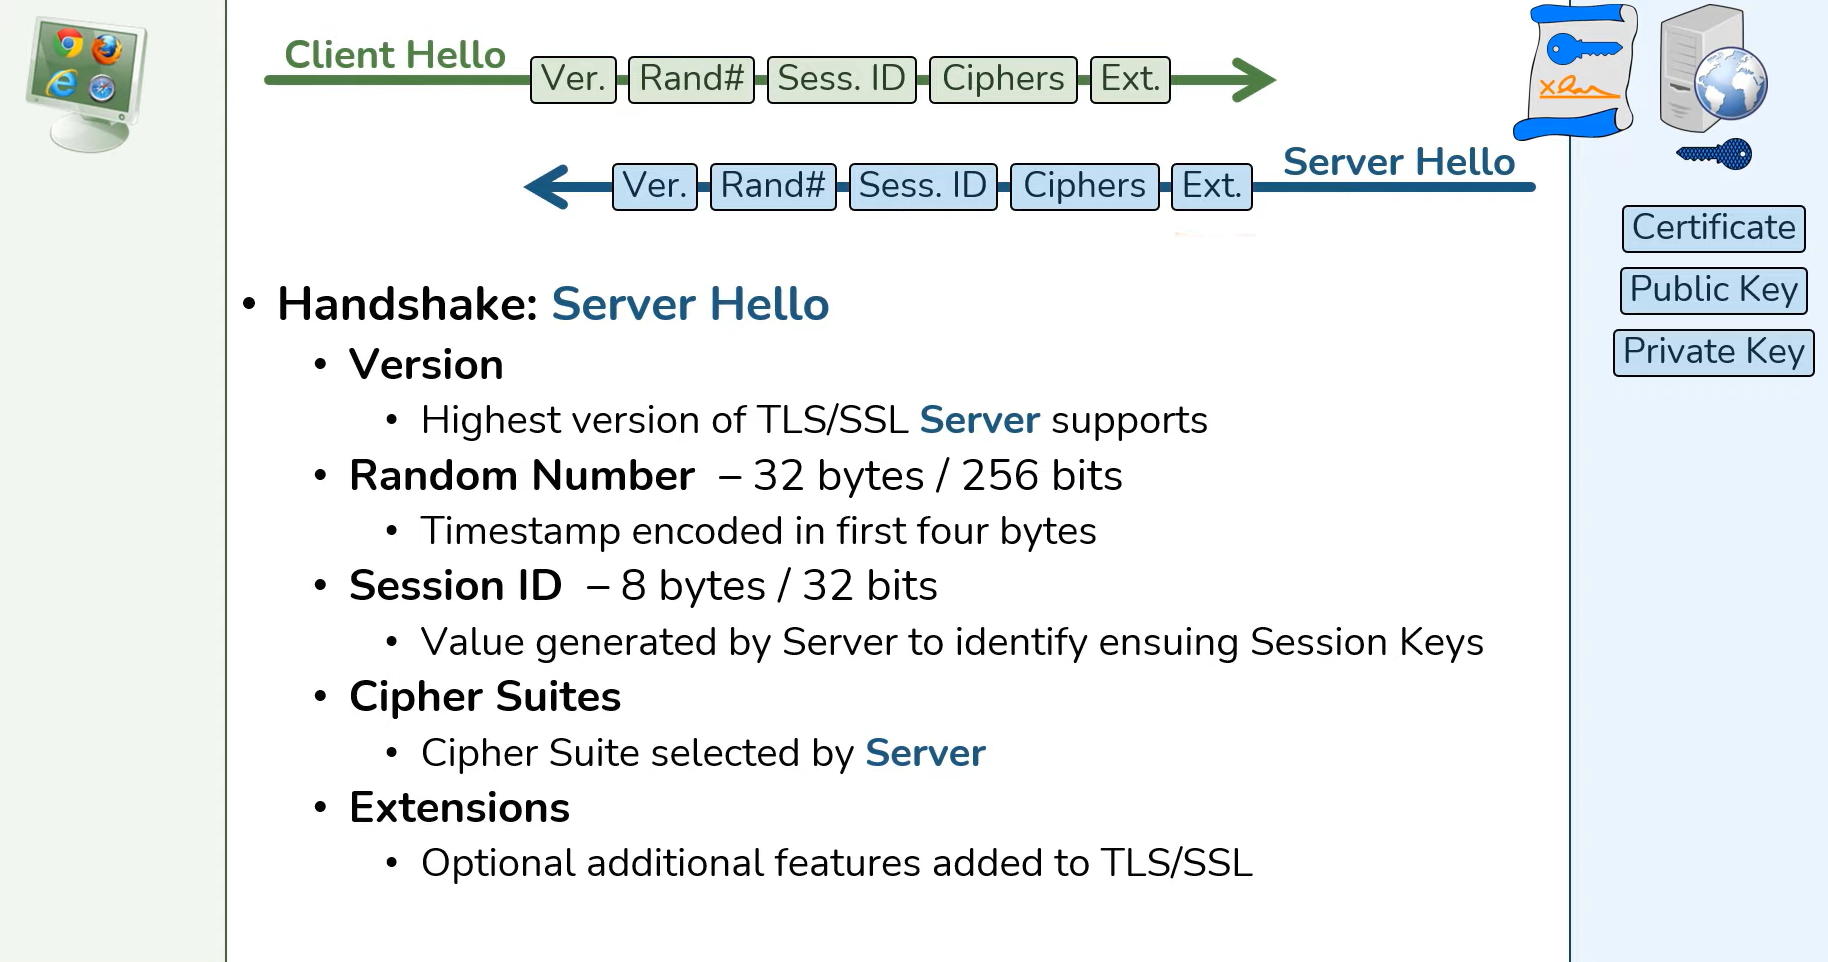 Client Hello
Ver. Rand# Sess. ID Ciphers Ext.
Server Hello
Ver. Rand# Sess. ID Ciphers Ext.
Certificate
Public Key
Private Key
• Handshake: Server Hello
• Version
• Highest version of TLS/SSL Server supports
• Random Number – 32 bytes / 256 bits
• Timestamp encoded in first four bytes
• Session ID – 8 bytes / 32 bits
• Value generated by Server to identify ensuing Session Keys
• Cipher Suites
• Cipher Suite selected by Server
• Extensions
• Optional additional features added to TLS/SSL